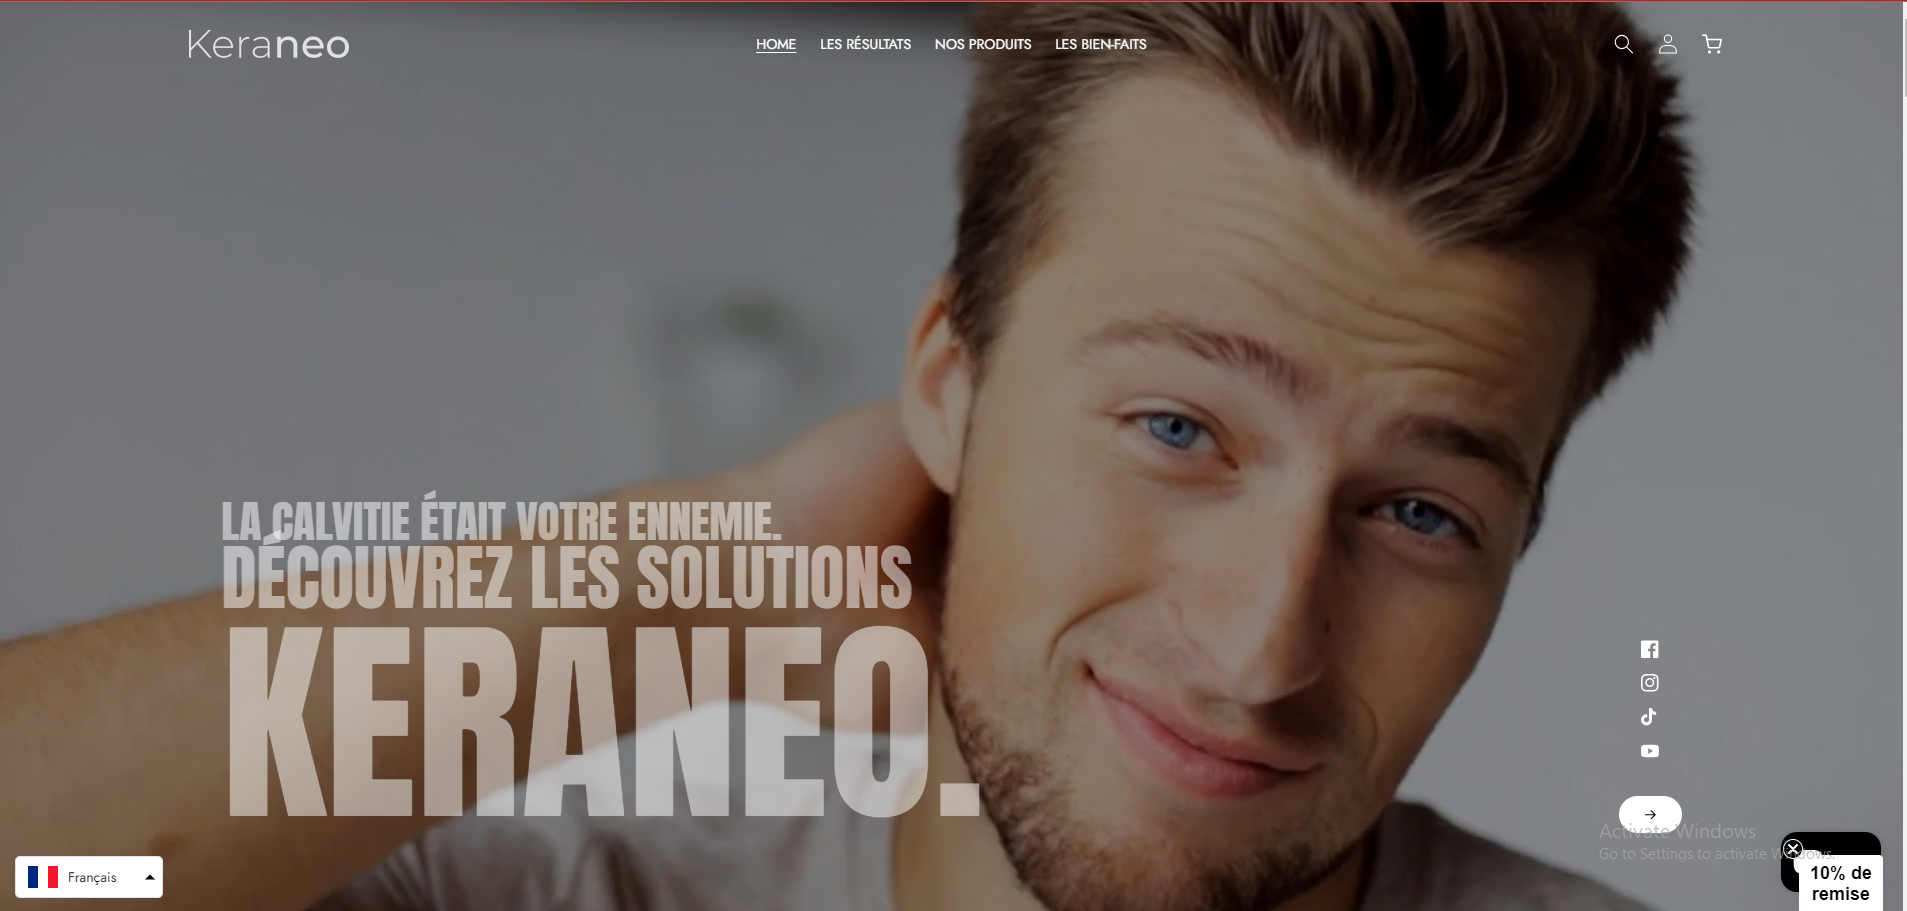 Keraneo
HOME LES RÉSULTATS NOS PRODUITS LES BIEN-FAITS
LA CALVITIE ÉTAIT VOTRE ENNEMIE.
DÉCOUVREZ LES SOLUTIONS
KERANEO.
Activate Windows
Go to Settings to activate Windows.
Français
10% de
remise